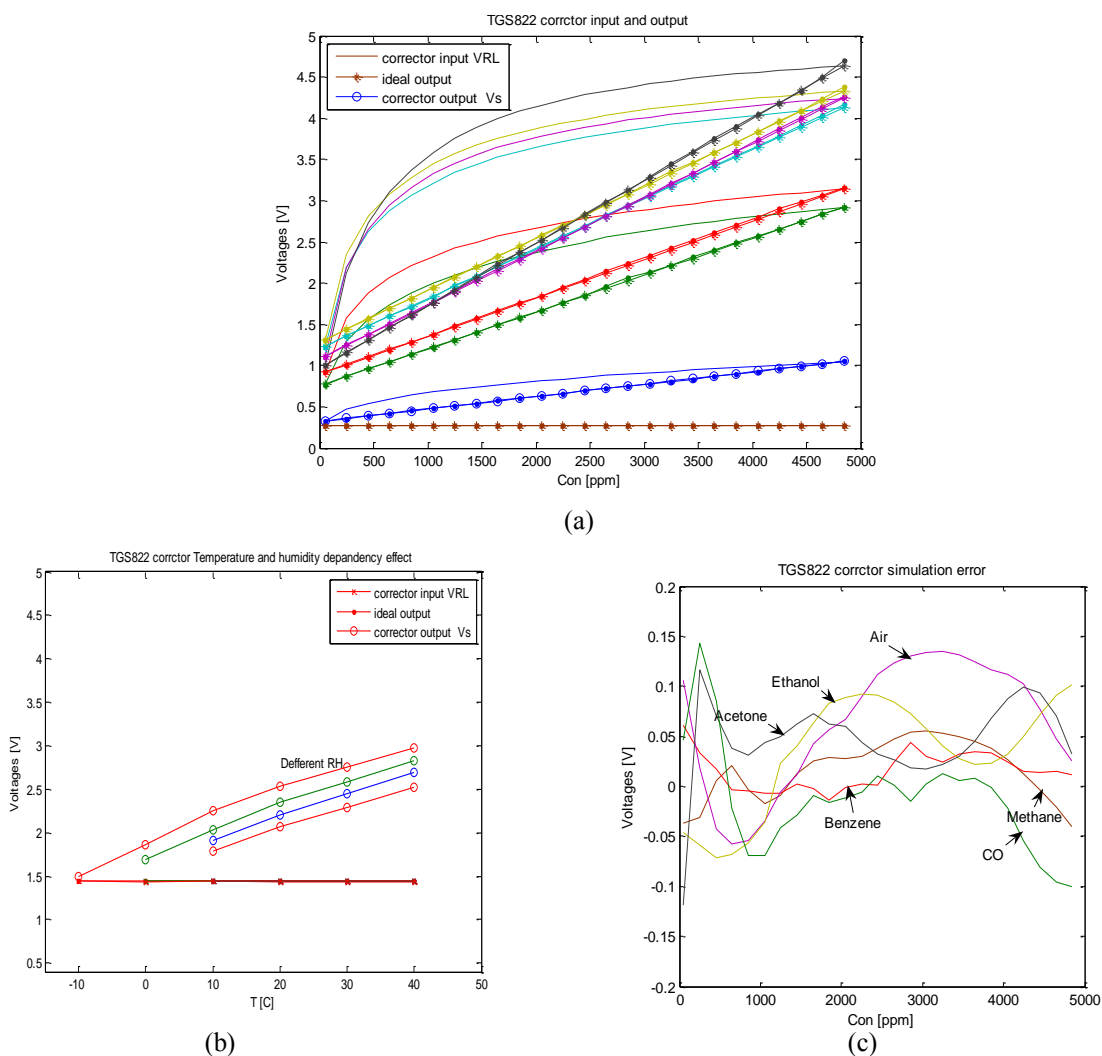 TGS822 corrctor input and output
corrector input VRL
ideal output
corrector output Vs
Voltages [V]
5
4.5
4
3.5
3
2.5
2
1.5
1
0.5
0
0 500 1000 1500 2000 2500 3000 3500 4000 4500 5000
Con [ppm]
(a)
TGS822 corrctor Temperature and humidity dependancy effect
corrector input VRL
ideal output
corrector output Vs
Defferent RH
Voltages [V]
5
4.5
4
3.5
3
2.5
2
1.5
1
0.5
-10 0 10 20 30 40 50
T [C]
(b)
TGS822 corrctor simulation error
Air
Ethanol
Acetone
Benzene
Methane
CO
Voltages [V]
0.2
0.15
0.1
0.05
0
-0.05
-0.1
-0.15
-0.2
0 1000 2000 3000 4000 5000
Con [ppm]
(c)